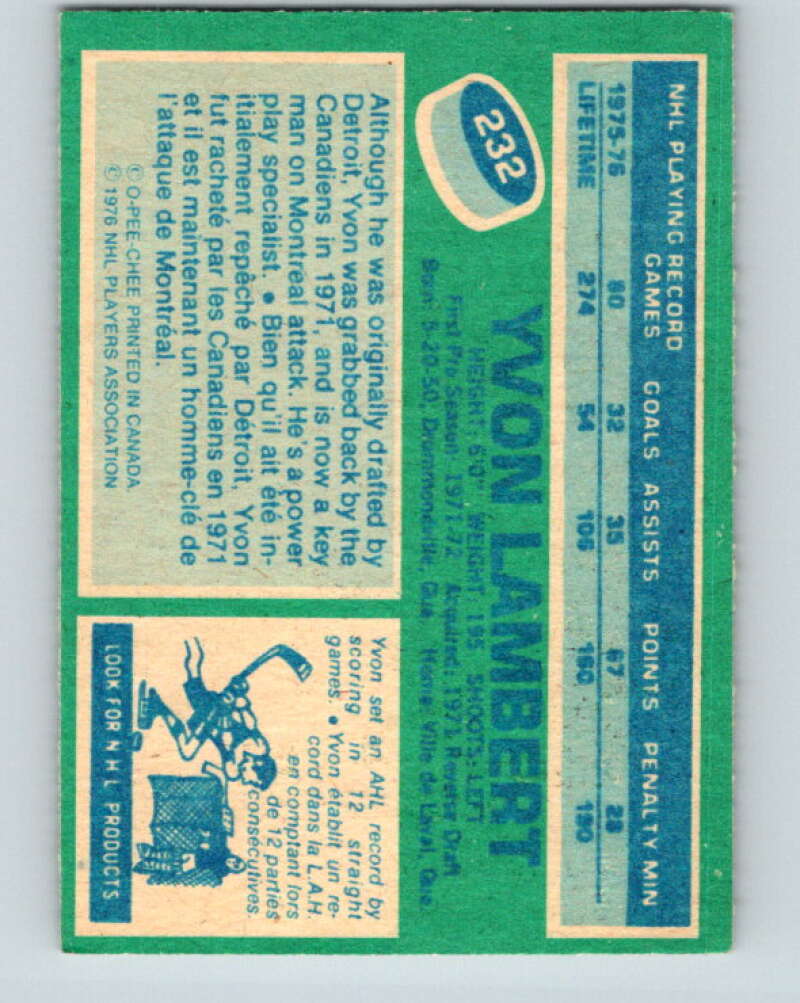 NHL PLAYING RECORD
GAMES GOALS ASSISTS POINTS PENALTY MIN
1975-76 80 32 35 67 28
LIFETIME 274 54 106 160 190
232
YVON LAMBERT
HEIGHT: 6'0" WEIGHT: 195 SHOOTS: LEFT
First Pro Season: 1971-72 Acquired: 1971, Reverse Draft
Born: 5-20-50, Drummondville, Que. Home: Ville de Laval, Que.
Although he was originally drafted by
Detroit, Yvon was grabbed back by the
Canadiens in 1971, and is now a key
man on Montreal attack. He's a power
play specialist. • Bien qu'il ait été in-
itialement repêché par Détroit, Yvon
fut racheté par les Canadiens en 1971
et il est maintenant un homme-clé de
l'attaque de Montréal.
© O-PEE-CHEE PRINTED IN CANADA.
© 1976 NHL PLAYERS ASSOCIATION
Yvon set an AHL record by
scoring in 12 straight
games. • Yvon établit un re-
cord dans la L.A.H.
en comptant lors
de 12 parties
consécutives.
LOOK FOR N H L PRODUCTS